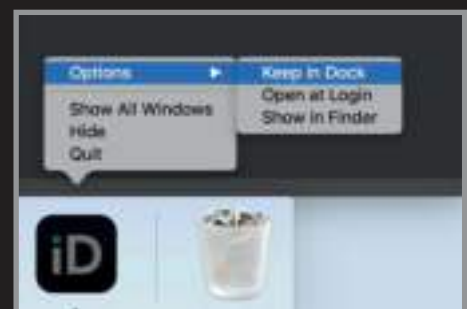 Options
Show All Windows
Hide
Quit
Keep in Dock
Open at Login
Show in Finder
iD